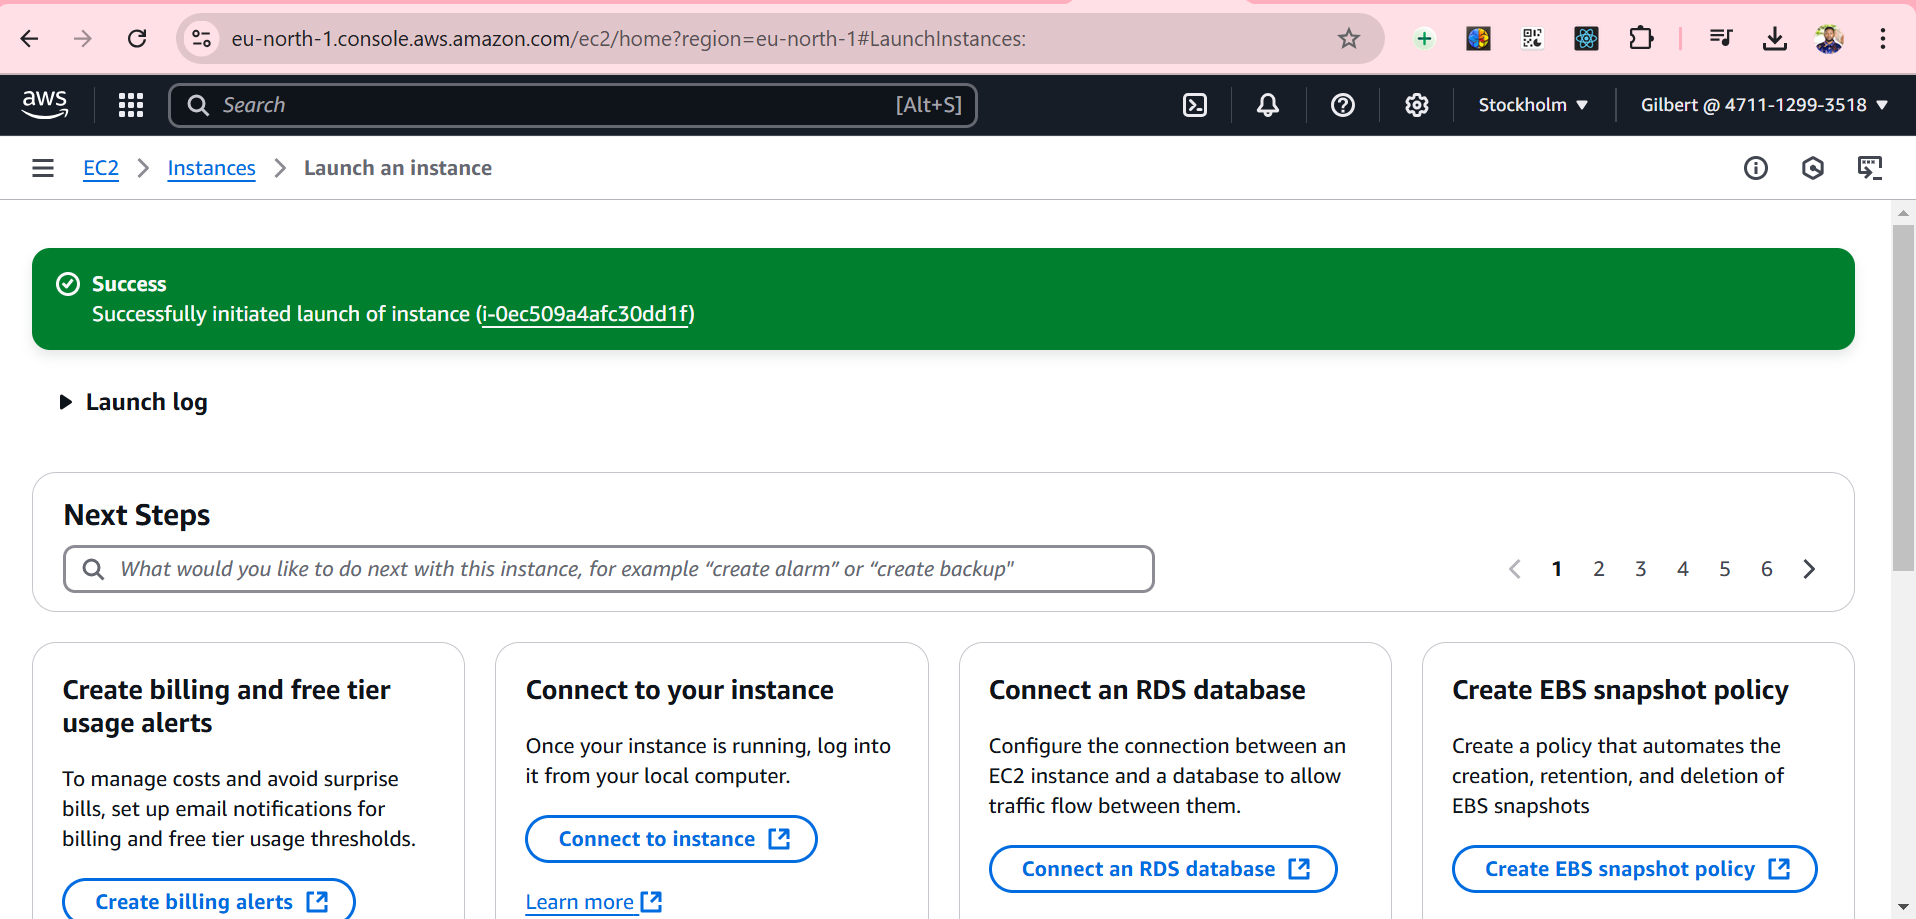 eu-north-1.console.aws.amazon.com/ec2/home?region=eu-north-1#LaunchInstances:
aws
Search
[Alt+S]
Stockholm
Gilbert @ 4711-1299-3518
EC2
Instances
Launch an instance
Success
Successfully initiated launch of instance (i-0ec509a4afc30dd1f)
Launch log
Next Steps
What would you like to do next with this instance, for example “create alarm” or “create backup"
1 2 3 4 5 6
Create billing and free tier
usage alerts
To manage costs and avoid surprise
bills, set up email notifications for
billing and free tier usage thresholds.
Create billing alerts
Connect to your instance
Once your instance is running, log into
it from your local computer.
Connect to instance
Learn more
Connect an RDS database
Configure the connection between an
EC2 instance and a database to allow
traffic flow between them.
Connect an RDS database
Create EBS snapshot policy
Create a policy that automates the
creation, retention, and deletion of
EBS snapshots
Create EBS snapshot policy